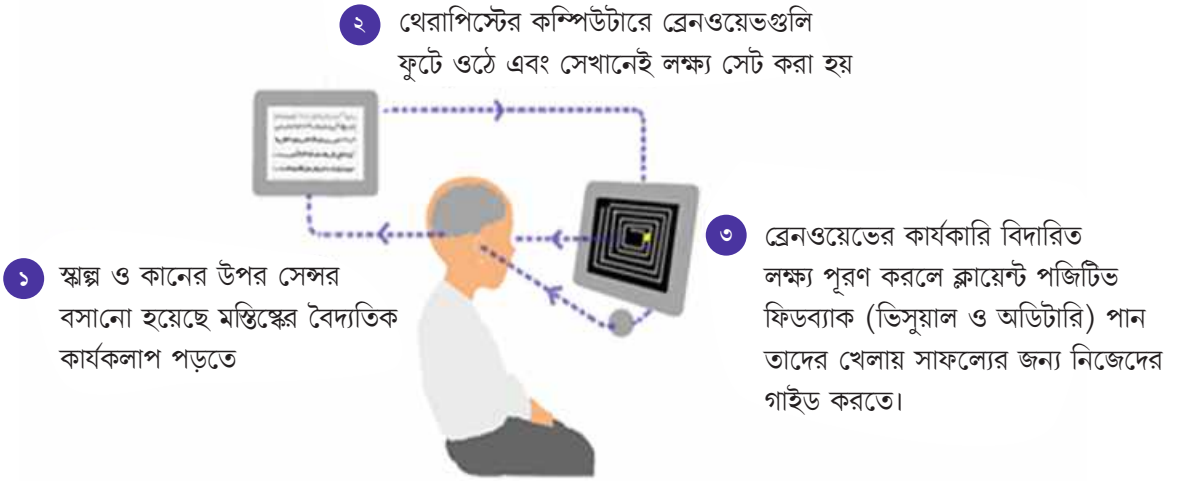 ১
স্কাল্প ও কানের উপর সেন্সর
বসানো হয়েছে মস্তিষ্কের বৈদ্যতিক
কার্যকলাপ পড়তে
২
থেরাপিস্টের কম্পিউটারে ব্রেনওয়েভগুলি
ফুটে ওঠে এবং সেখানেই লক্ষ্য সেট করা হয়
৩
ব্রেনওয়েভের কার্যকারি বিদারিত
লক্ষ্য পূরণ করলে ক্লায়েন্ট পজিটিভ
ফিডব্যাক (ভিসুয়াল ও অডিটারি) পান
তাদের খেলায় সাফল্যের জন্য নিজেদের
গাইড করতে।